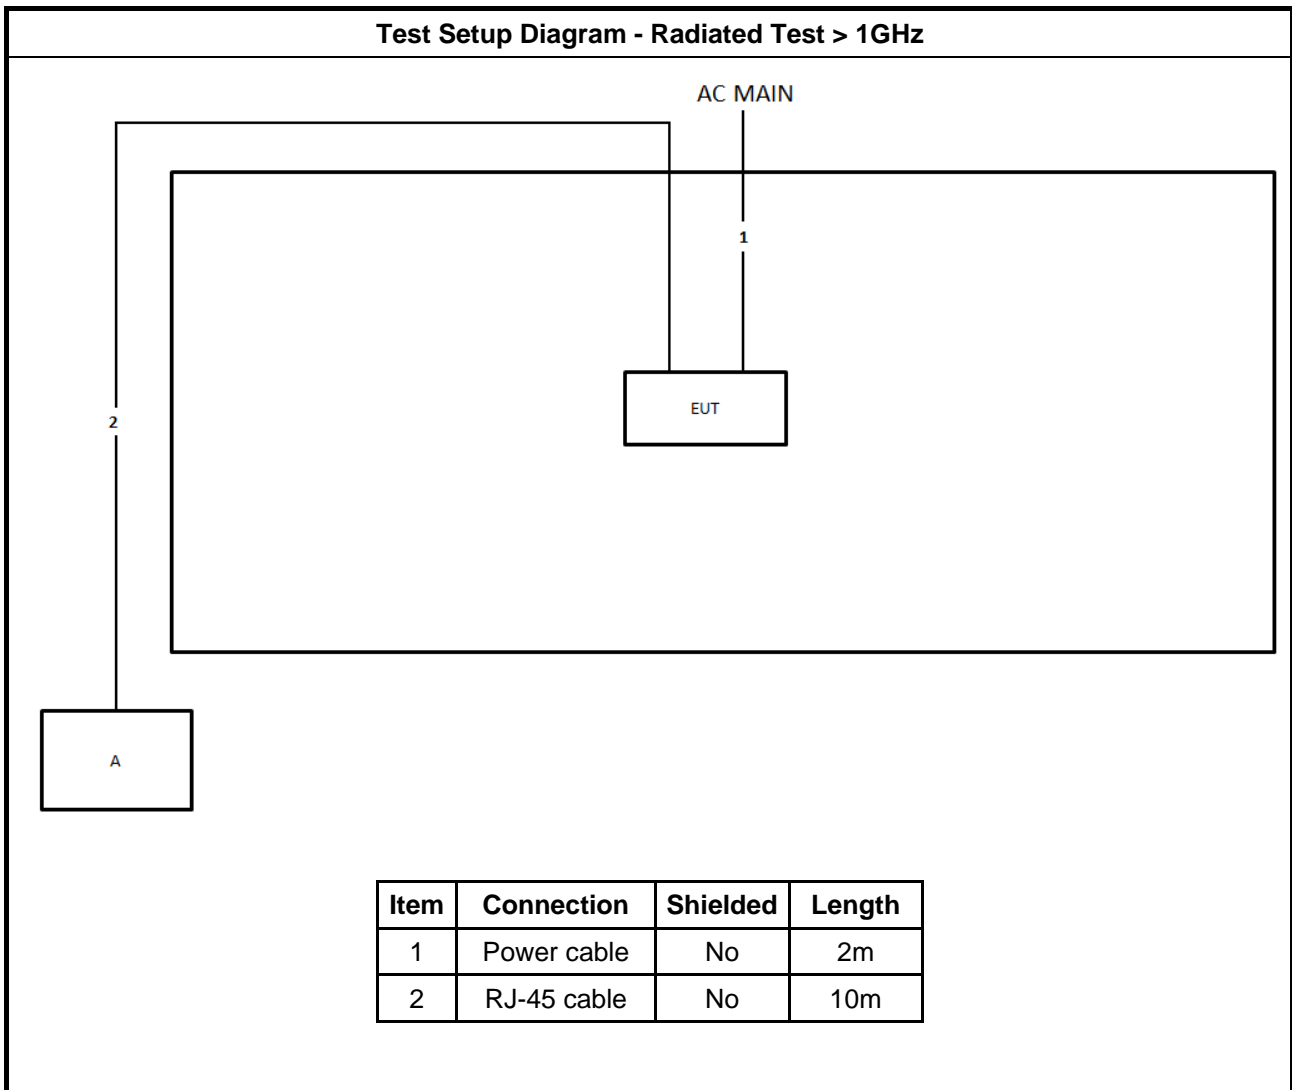 Test Setup Diagram - Radiated Test > 1GHz
AC MAIN
1
EUT
2
A
Item Connection Shielded Length
1 Power cable No 2m
2 RJ-45 cable No 10m